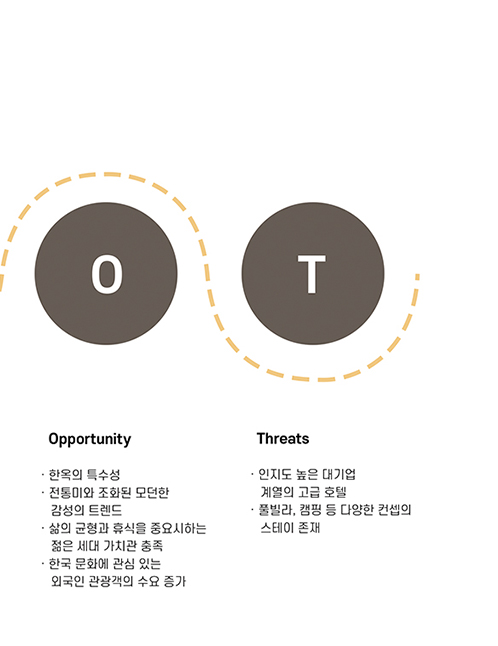 O
T
Opportunity
· 한옥의 특수성
· 전통미와 조화된 모던한
감성의 트렌드
· 삶의 균형과 휴식을 중요시하는
젊은 세대 가치관 충족
· 한국 문화에 관심 있는
외국인 관광객의 수요 증가
Threats
· 인지도 높은 대기업
계열의 고급 호텔
· 풀빌라, 캠핑 등 다양한 컨셉의
스테이 존재